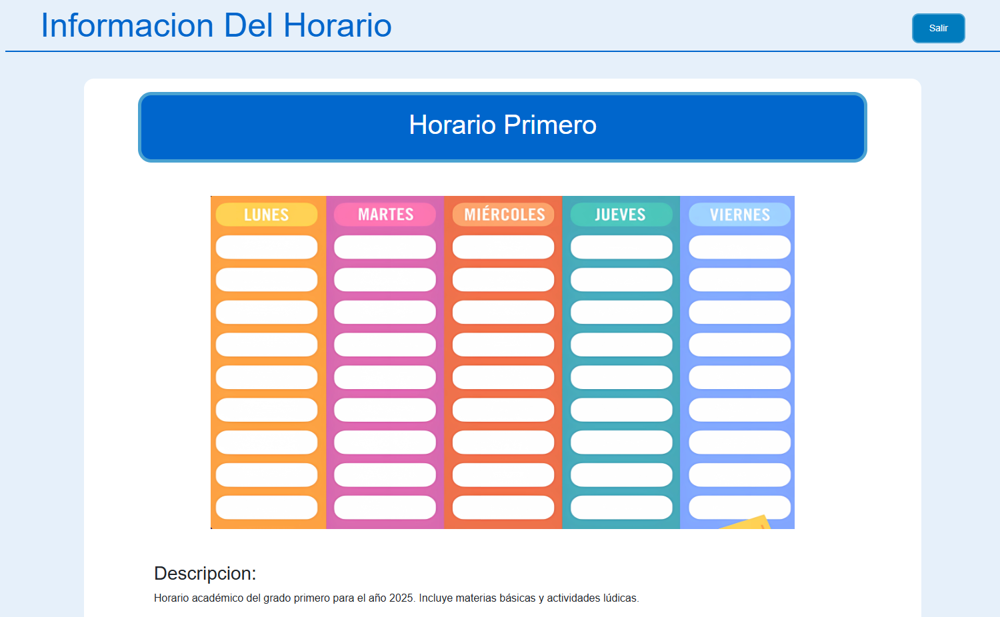 Informacion Del Horario
Salir
Horario Primero
LUNES MARTES MIÉRCOLES JUEVES VIERNES
Descripcion:
Horario académico del grado primero para el año 2025. Incluye materias básicas y actividades lúdicas.